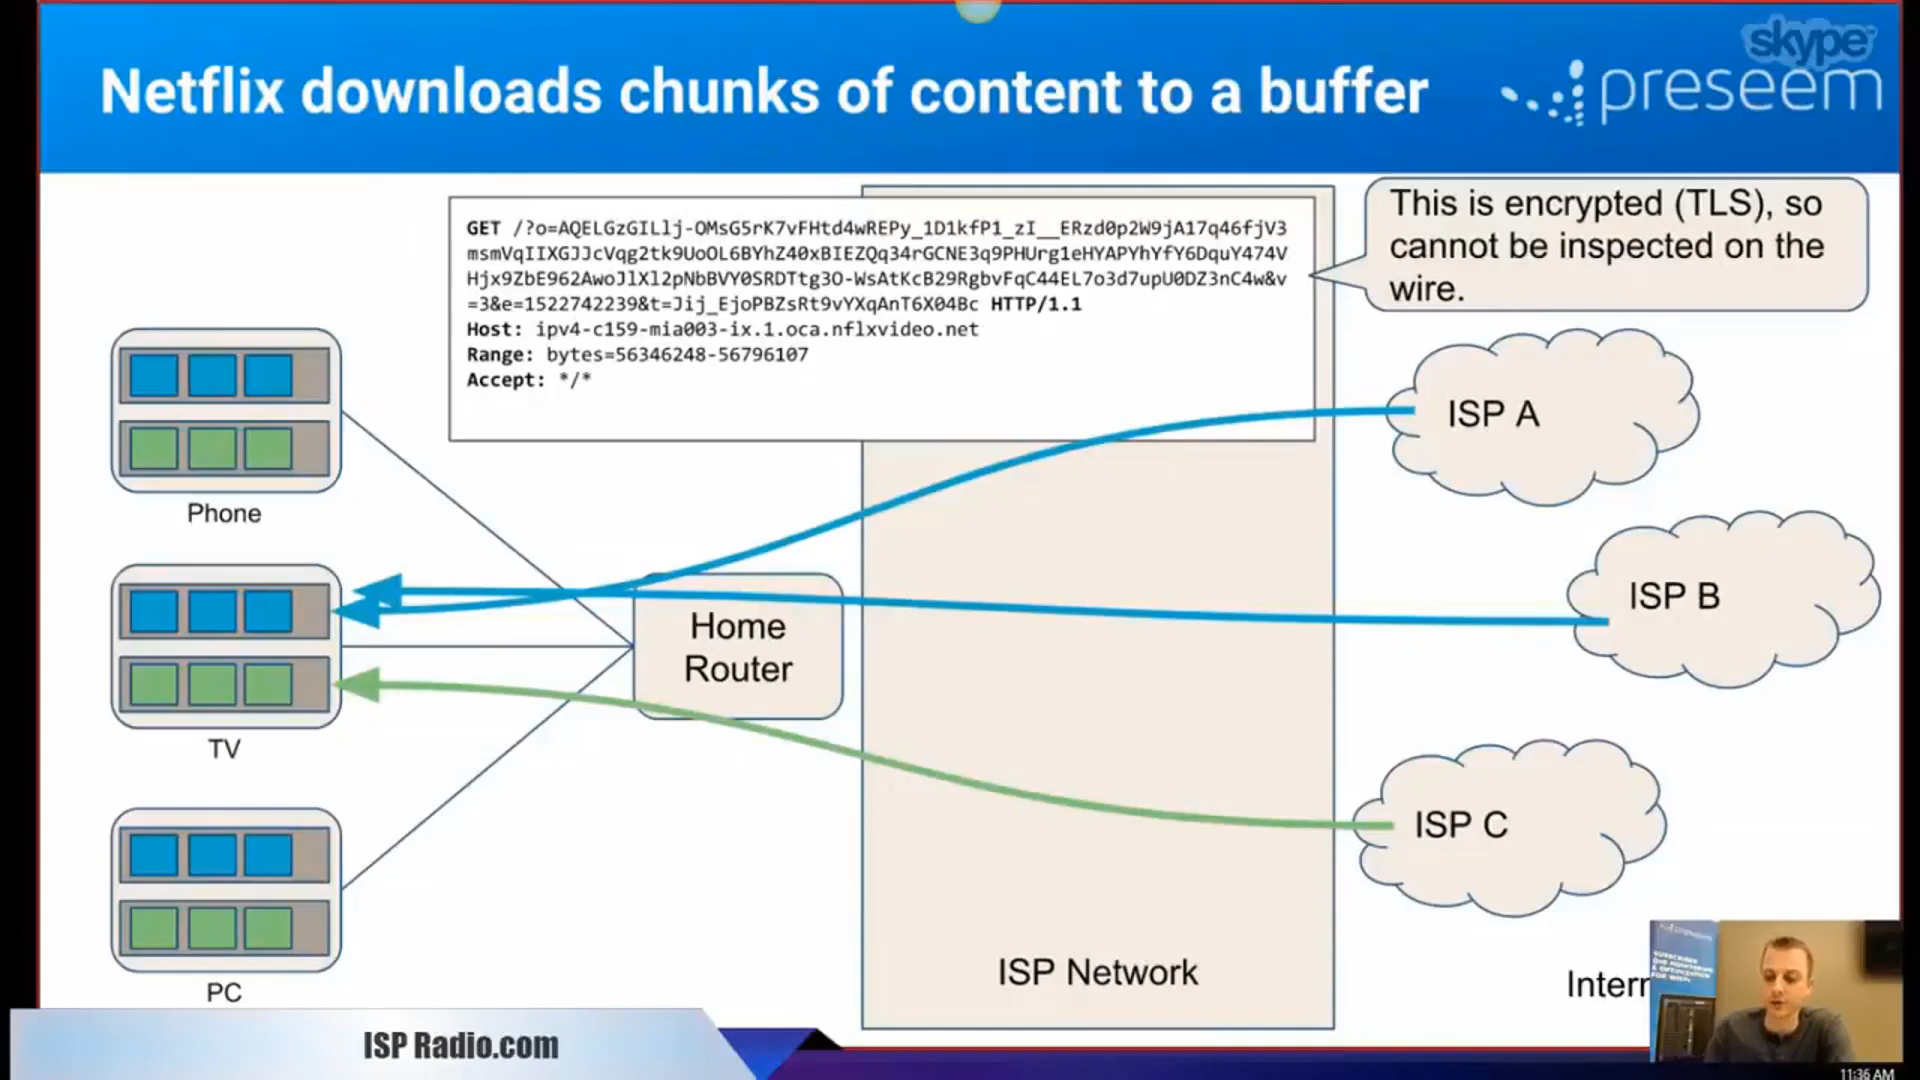 skype
Netflix downloads chunks of content to a buffer
preseem
GET /?o=AQELGzGILlj-OMsG5rK7vFHtd4wREPy_1D1kfP1_zI__ERzd0p2W9jA17q46fjV3
msmVqIIXGJJcVqg2tk9UoOL6BYhZ40xBIEZQq34rGCNE3q9PHUrg1eHYAPYhYfY6DquY474V
Hjx9ZbE962AwoJlXl2pNbBVY0SRDTtg3O-WsAtKcB29RgbvFqC44EL7o3d7upU0DZ3nC4w&v
=3&e=1522742239&t=Jij_EjoPBZsRt9vYXqAnT6X04Bc HTTP/1.1
Host: ipv4-c159-mia003-ix.1.oca.nflxvideo.net
Range: bytes=56346248-56796107
Accept: */*
This is encrypted (TLS), so
cannot be inspected on the
wire.
ISP A
Phone
ISP B
Home
Router
TV
ISP C
ISP Network
Intern
PC
ISP Radio.com
11:36 AM